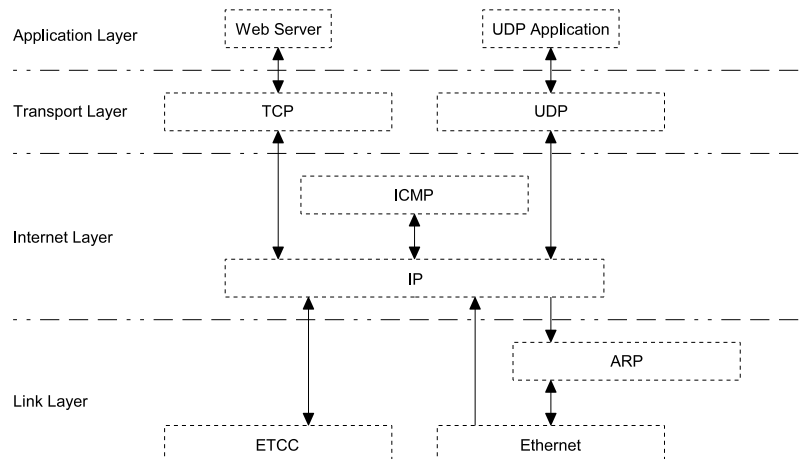 Application Layer
Web Server
UDP Application
Transport Layer
TCP
UDP
ICMP
Internet Layer
IP
ARP
Link Layer
ETCC
Ethernet